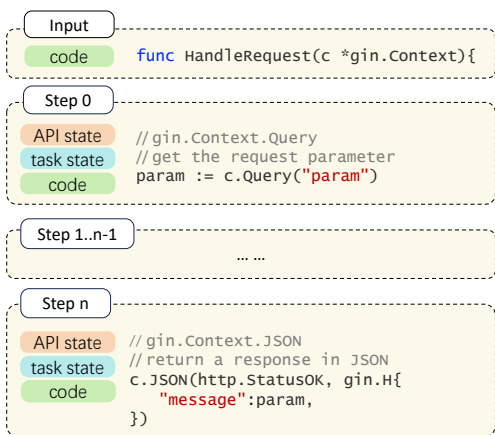 Input
code func HandleRequest(c *gin.Context){
Step 0
API state //gin.Context.Query
task state //get the request parameter
code param := c.Query("param")
Step 1..n-1
... ...
Step n
API state //gin.Context.JSON
task state //return a response in JSON
code c.JSON(http.StatusOK, gin.H{
"message":param,
})